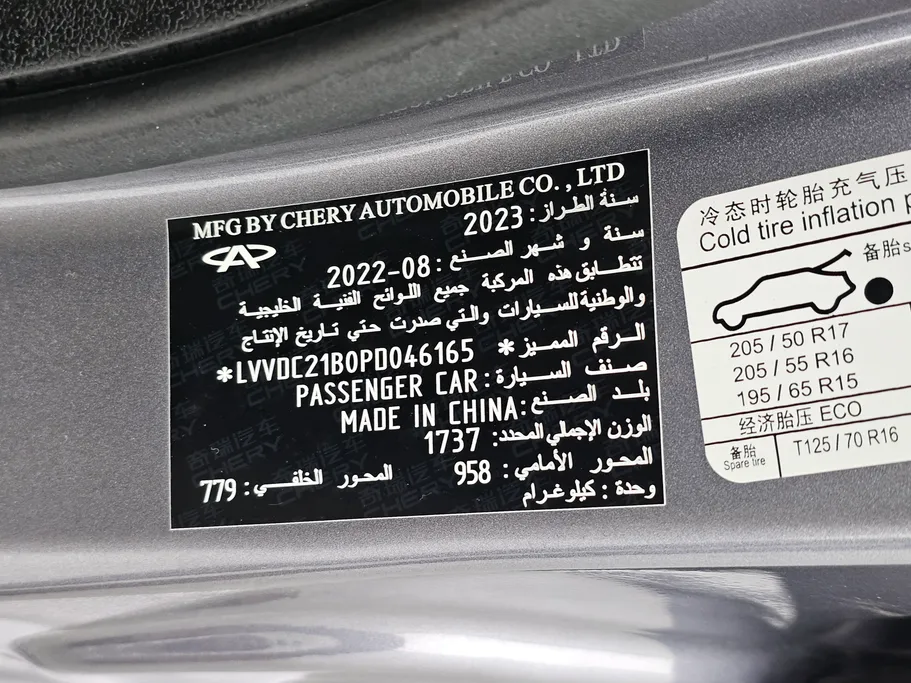 MFG BY CHERY AUTOMOBILE CO., LTD
سنة الطراز: 2023
سنة و شهر الصنع: 2022-08
تتطابق هذه المركبة جميع اللوائح الفنية الخليجية
والوطنية للسيارات والتي صدرت حتي تاريخ الإنتاج
الرقم المميز: *LVVDC21B0PD046165*
صنف السيارة: PASSENGER CAR
بلد الصنع: MADE IN CHINA
الوزن الإجمالي المحدد: 1737
المحور الأمامي: 958 المحور الخلفي: 779
وحدة: كيلوغرام
冷态时轮胎充气压
Cold tire inflation
备胎
205 / 50 R17
205 / 55 R16
195 / 65 R15
经济胎压 ECO
备胎
Spare tire
T125 / 70 R16